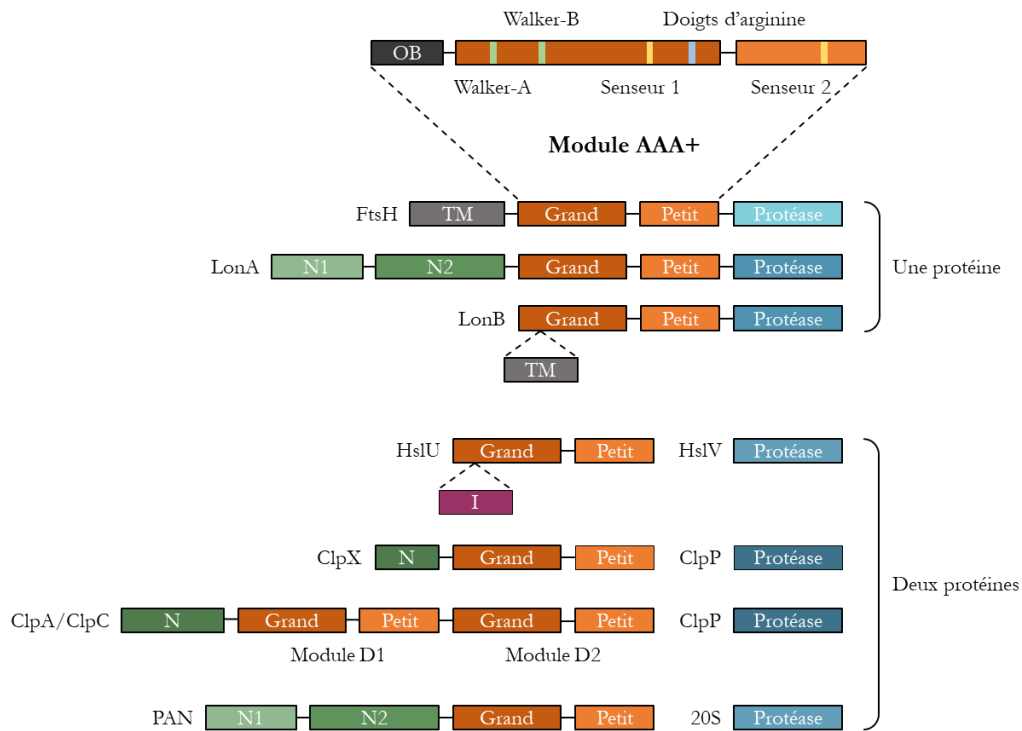 Walker-B Doigts d'arginine
OB
Walker-A Senseur 1 Senseur 2
Module AAA+
FtsH TM Grand Petit Protéase
LonA N1 N2 Grand Petit Protéase Une protéine
LonB Grand Petit Protéase
TM
HslU Grand Petit HslV Protéase
I
ClpX N Grand Petit ClpP Protéase
Deux protéines
ClpA/ClpC N Grand Petit Grand Petit ClpP Protéase
Module D1 Module D2
PAN N1 N2 Grand Petit 20S Protéase